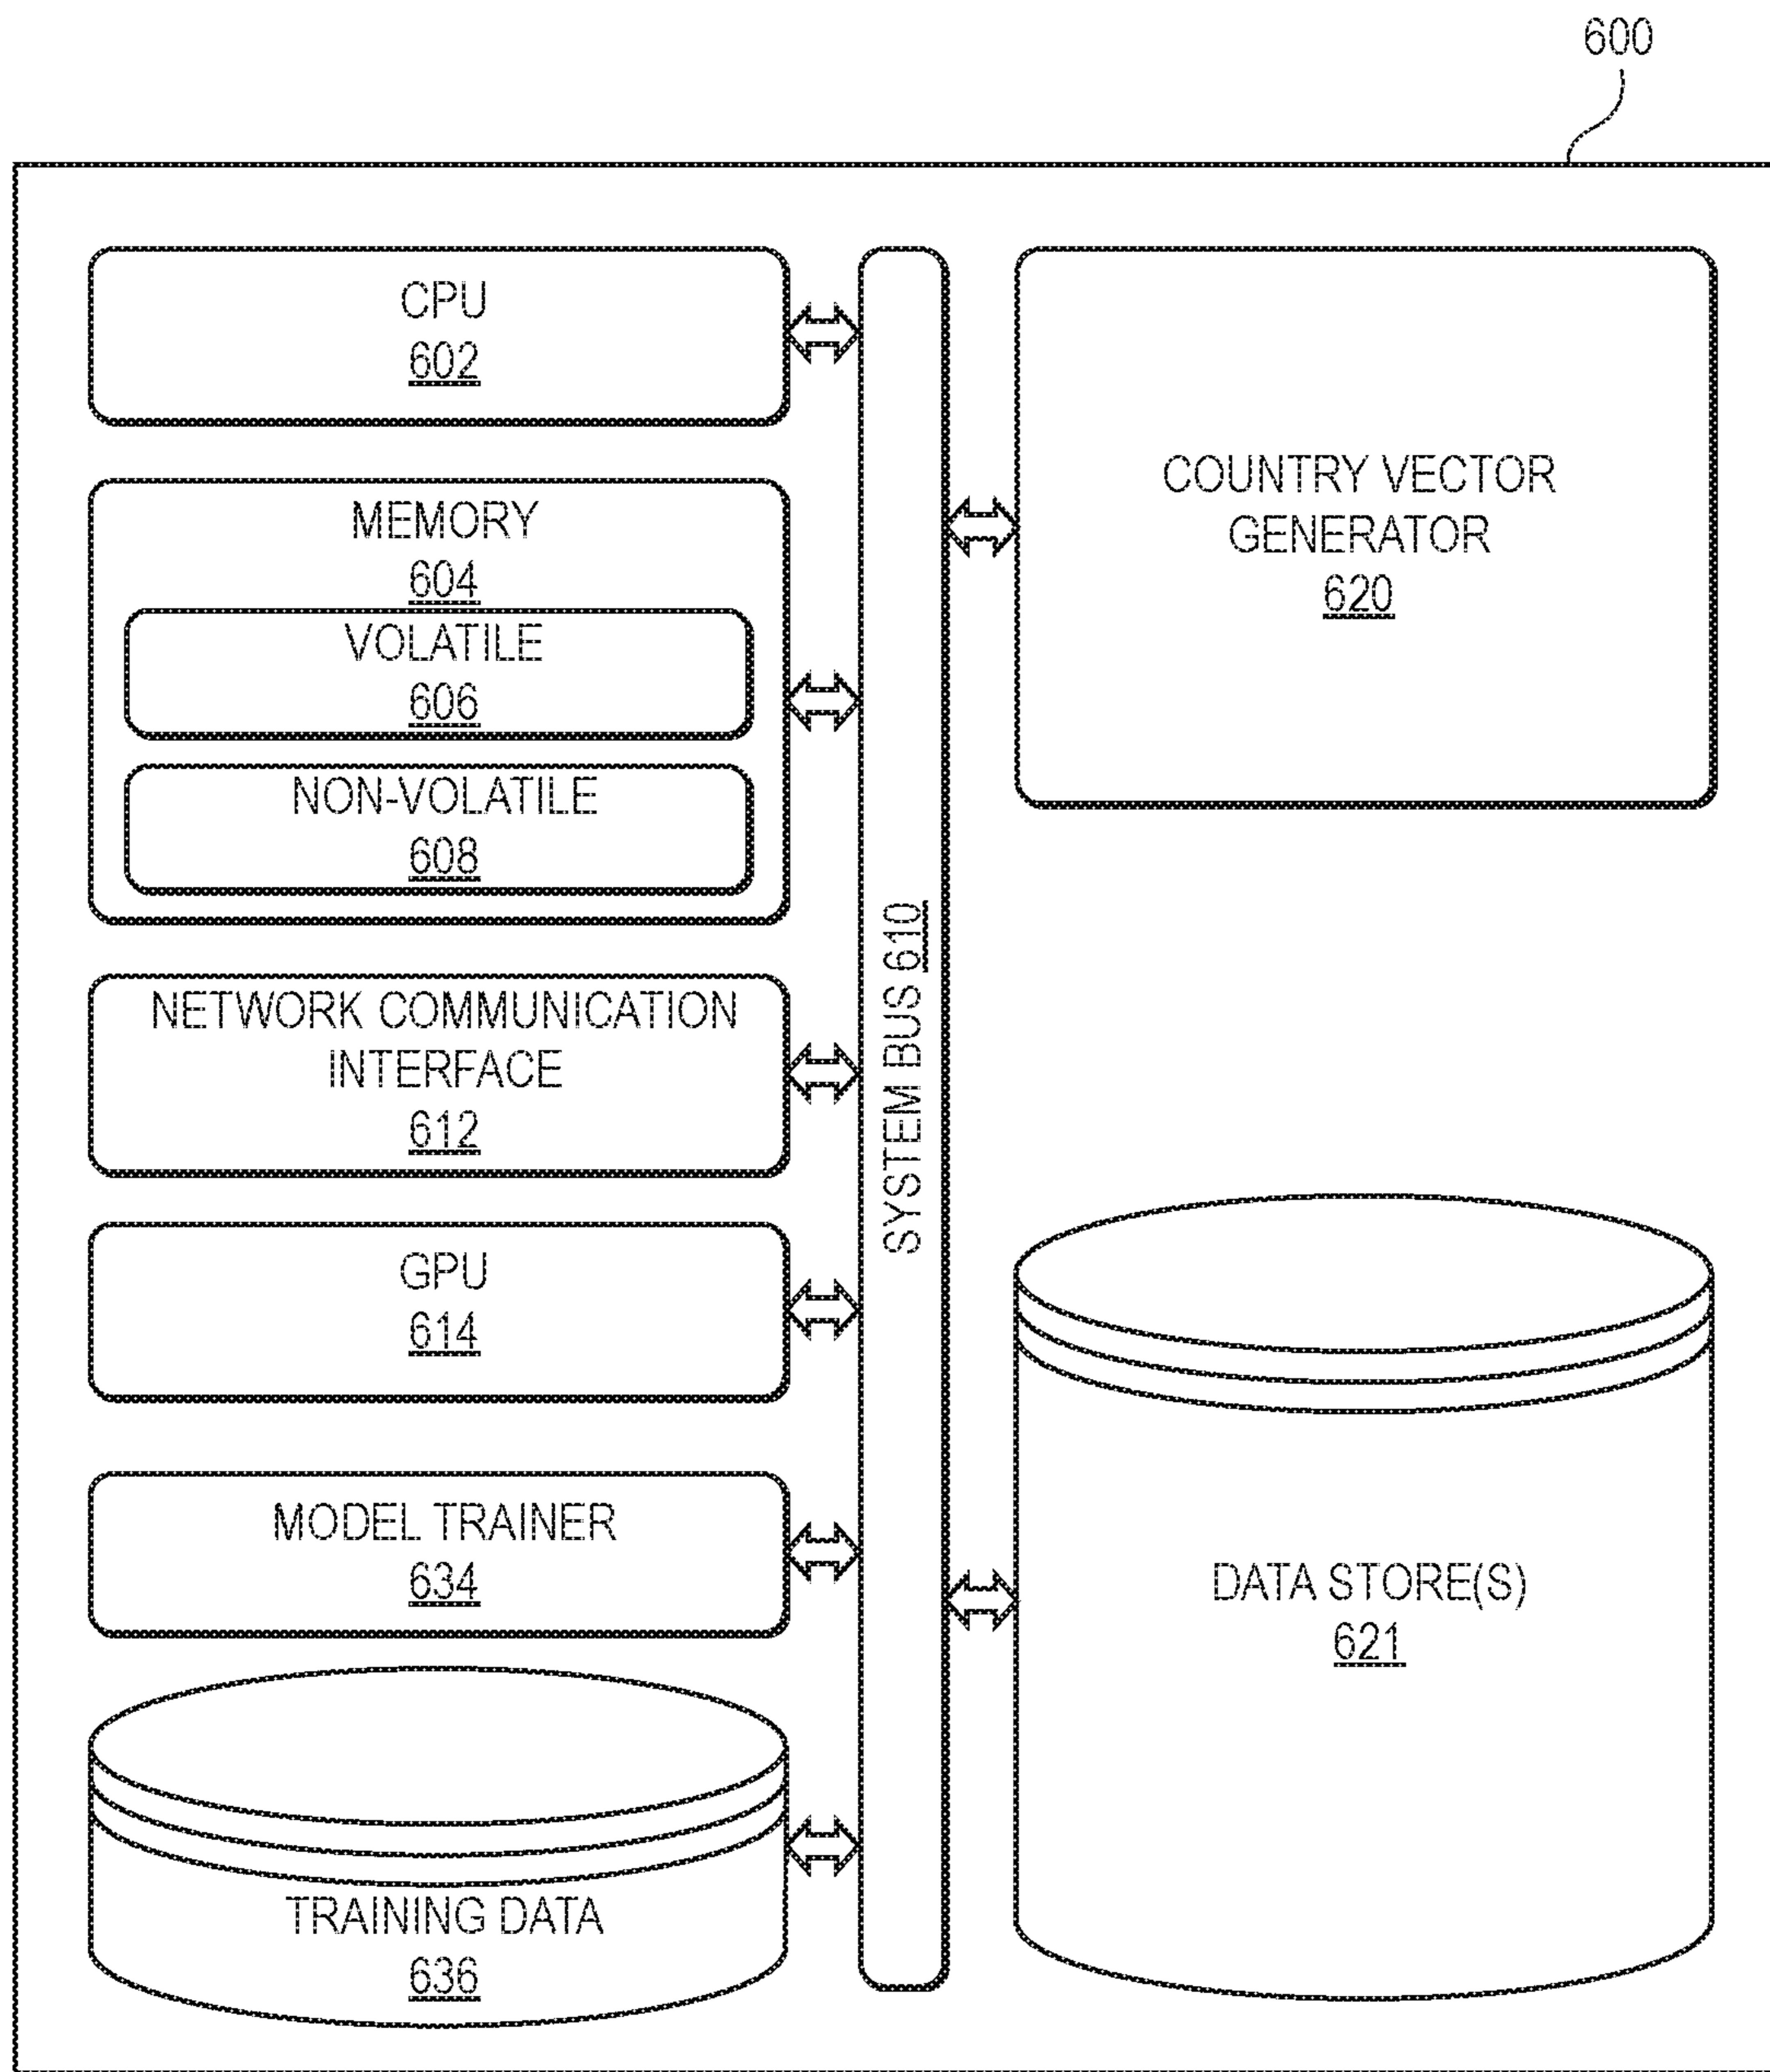 600
CPU
602
MEMORY
604
VOLATILE
606
NON-VOLATILE
608
NETWORK COMMUNICATION
INTERFACE
612
GPU
614
MODEL TRAINER
634
TRAINING DATA
636
SYSTEM BUS 610
COUNTRY VECTOR
GENERATOR
620
DATA STORE(S)
621